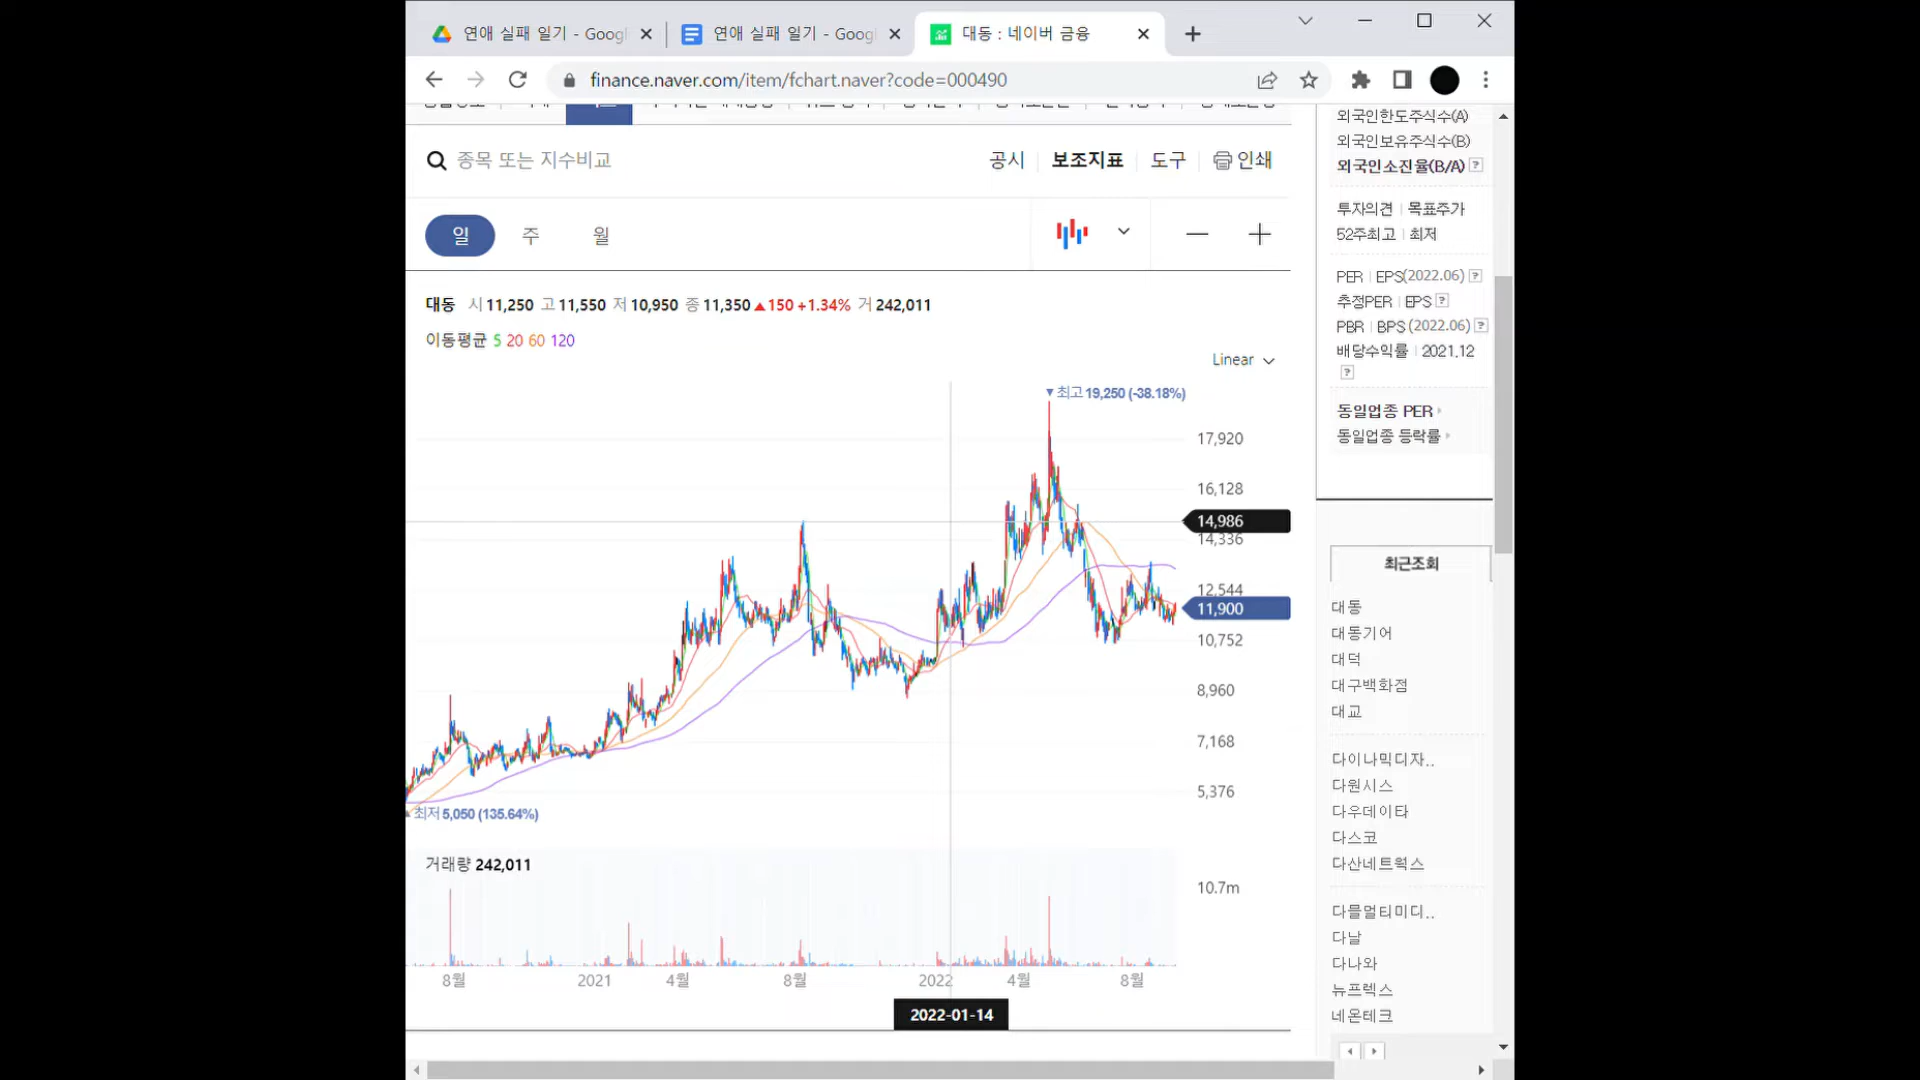 연애 실패 일기 - Googl
연애 실패 일기 - Googl
대동 : 네이버 금융
finance.naver.com/item/fchart.naver?code=000490
종목 또는 지수비교
공시
보조지표
도구
인쇄
일
주
월
대동 시 11,250 고 11,550 저 10,950 종 11,350 ▲150 +1.34% 거 242,011
이동평균 5 20 60 120
Linear
▼최고 19,250 (-38.18%)
17,920
16,128
14,986
14,336
12,544
11,900
10,752
8,960
7,168
5,376
▲최저 5,050 (135.64%)
거래량 242,011
10.7m
8월
2021
4월
8월
2022
4월
8월
2022-01-14
외국인한도주식수(A)
외국인보유주식수(B)
외국인소진율(B/A) ?
투자의견 | 목표주가
52주최고 | 최저
PER | EPS(2022.06) ?
추정PER | EPS ?
PBR | BPS (2022.06) ?
배당수익률 | 2021.12
?
동일업종 PER
동일업종 등락률
최근조회
대동
대동기어
대덕
대구백화점
대교
다이나믹디자..
다원시스
다우데이타
다스코
다산네트웍스
다믈멀티미디..
다날
다나와
뉴프렉스
네몬테크